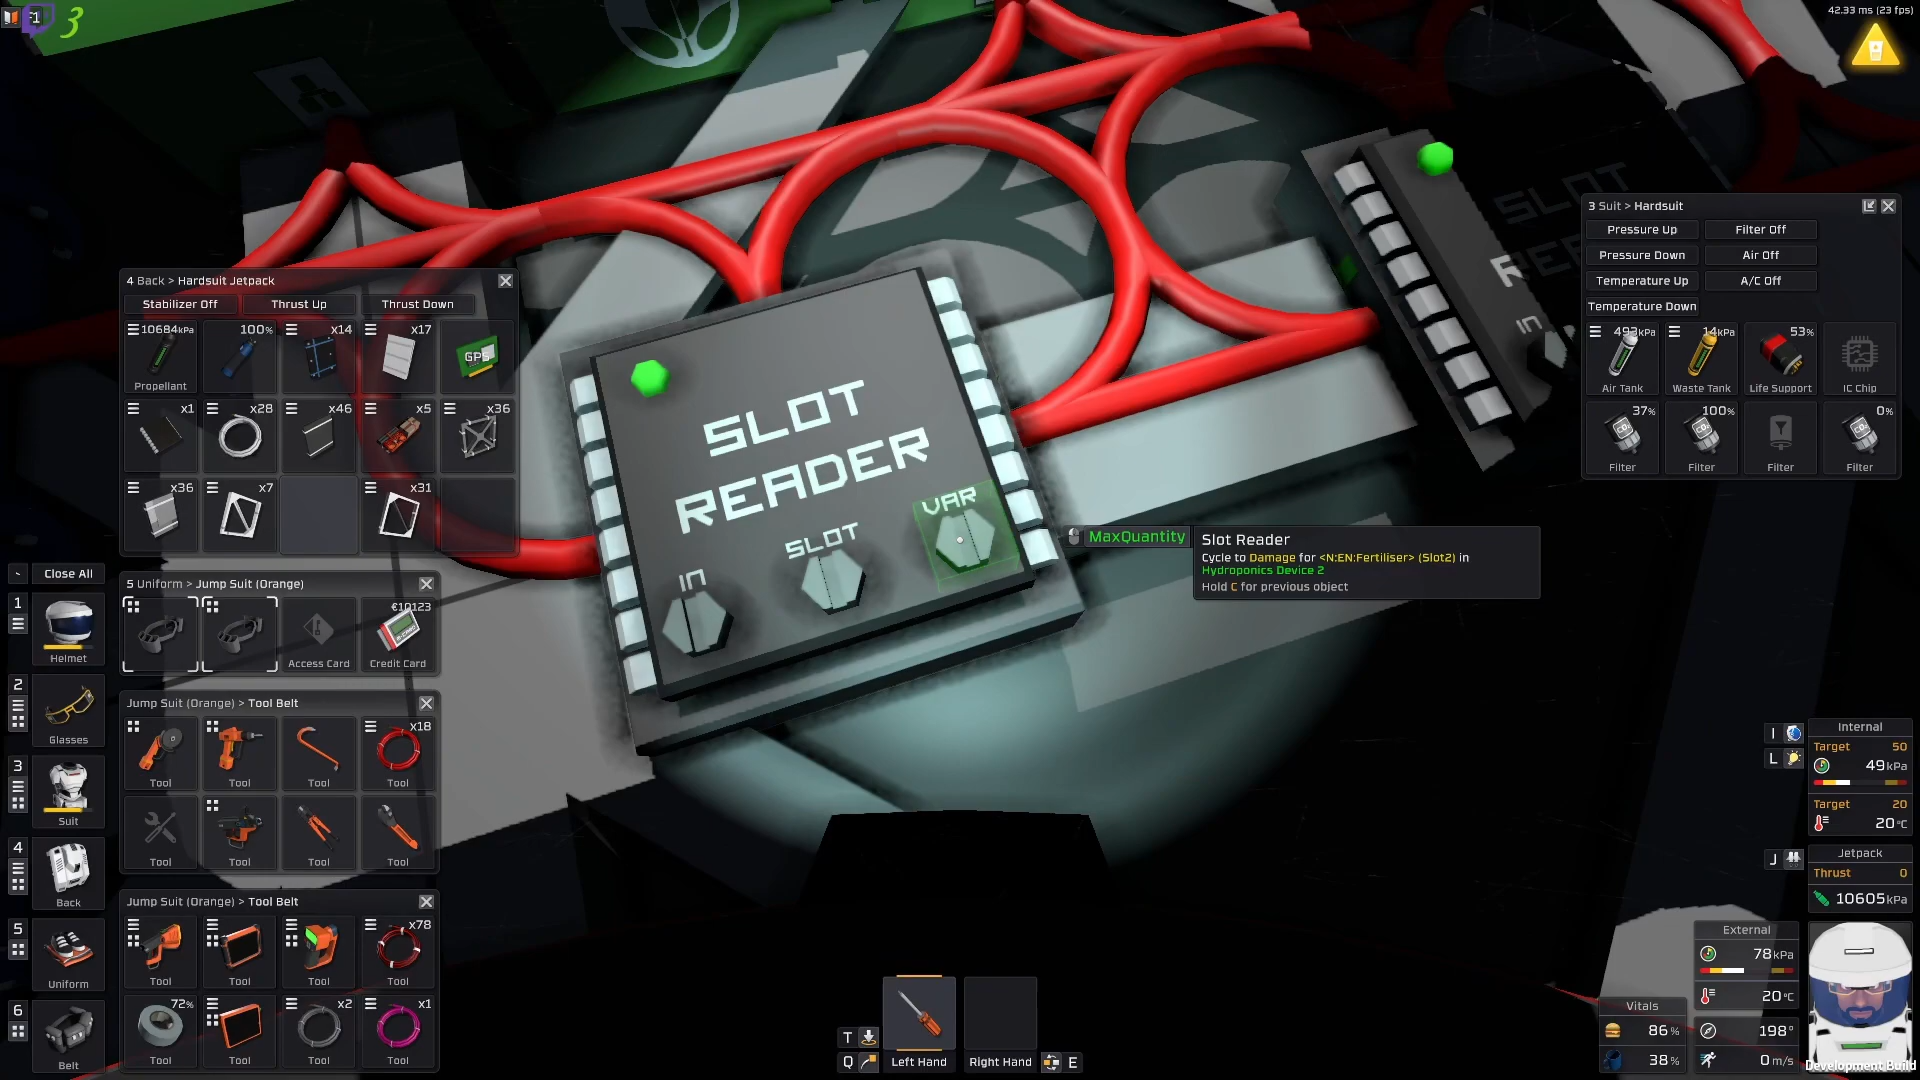 F1
3
42.33 ms (23 fps)
SLOT
READER
IN
SLOT
VAR
SLOT
IN
MaxQuantity
Slot Reader
Cycle to Damage for <N:EN:Fertiliser> (Slot2) in
Hydroponics Device 2
Hold C for previous object
4 Back > Hardsuit Jetpack
Stabilizer Off
Thrust Up
Thrust Down
10684kPa
100%
x14
x17
GPS
Propellant
x1
x28
x46
x5
x36
x36
x7
x31
~
Close All
5 Uniform > Jump Suit (Orange)
€10123
Access Card
Credit Card
Jump Suit (Orange) > Tool Belt
x18
Tool
Tool
Tool
Tool
Tool
Tool
Tool
Tool
Jump Suit (Orange) > Tool Belt
x78
Tool
Tool
Tool
Tool
72%
x2
x1
Tool
Tool
Tool
Tool
1
Helmet
2
Glasses
3
Suit
4
Back
5
Uniform
6
Belt
3 Suit > Hardsuit
Pressure Up
Filter Off
Pressure Down
Air Off
Temperature Up
A/C Off
Temperature Down
493kPa
14kPa
53%
Air Tank
Waste Tank
Life Support
IC Chip
37%
100%
0%
Filter
Filter
Filter
Filter
T
Q
Left Hand
Right Hand
E
I
L
J
Internal
Target 50
49kPa
Target 20
20°C
Jetpack
Thrust 0
10605kPa
External
78kPa
20°C
198°
0m/s
Vitals
86%
38%
Development Build